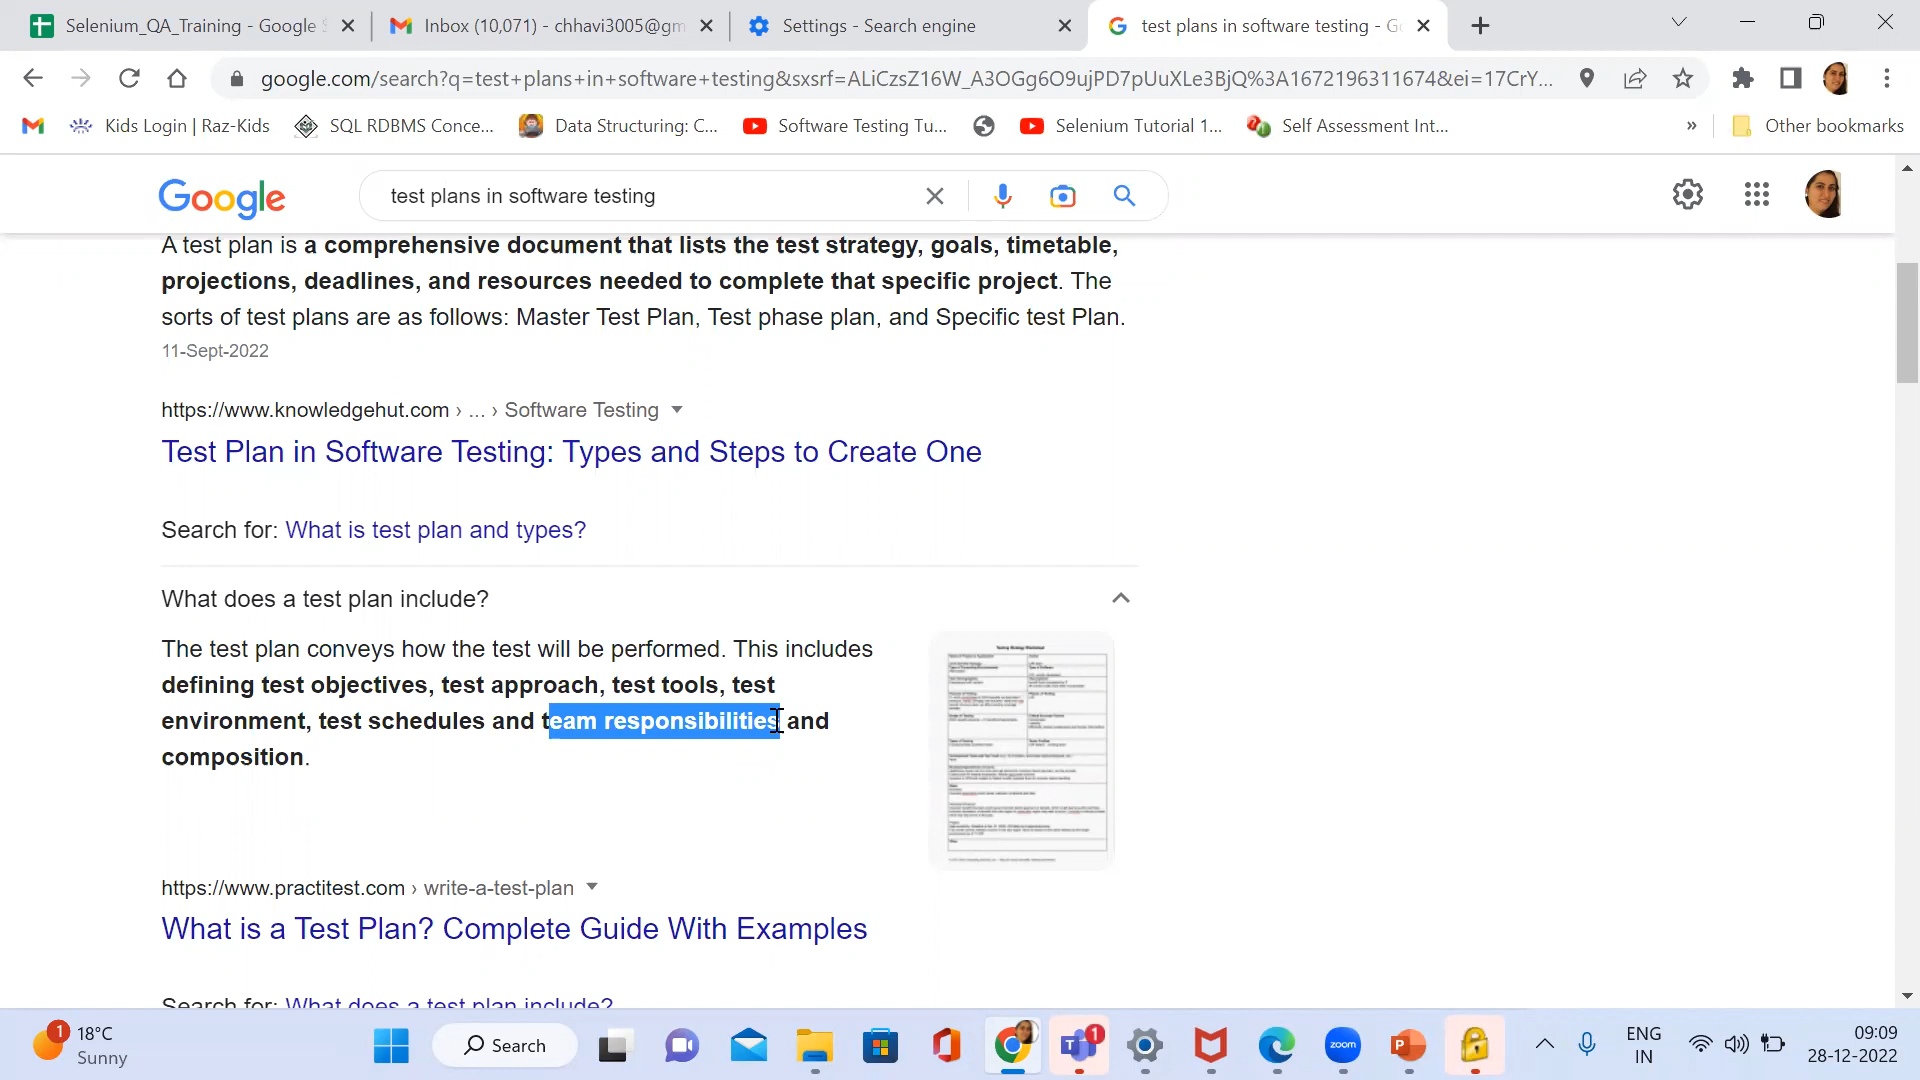 Selenium_QA_Training - Google
Inbox (10,071) - chhavi3005@gm
Settings - Search engine
test plans in software testing - Go
google.com/search?q=test+plans+in+software+testing&sxsrf=ALiCzsZ16W_A3OGg6O9ujPD7pUuXLe3BjQ%3A1672196311674&ei=17CrY...
Kids Login | Raz-Kids
SQL RDBMS Conce...
Data Structuring: C...
Software Testing Tu...
Selenium Tutorial 1...
Self Assessment Int...
»
Other bookmarks
Google
test plans in software testing
A test plan is a comprehensive document that lists the test strategy, goals, timetable,
projections, deadlines, and resources needed to complete that specific project. The
sorts of test plans are as follows: Master Test Plan, Test phase plan, and Specific test Plan.
11-Sept-2022
https://www.knowledgehut.com › ... › Software Testing
Test Plan in Software Testing: Types and Steps to Create One
Search for: What is test plan and types?
What does a test plan include?
The test plan conveys how the test will be performed. This includes
defining test objectives, test approach, test tools, test
environment, test schedules and team responsibilities and
composition.
https://www.practitest.com › write-a-test-plan
What is a Test Plan? Complete Guide With Examples
Search for: What does a test plan include?
1
18°C
Sunny
Search
1
zoom
ENG
IN
09:09
28-12-2022